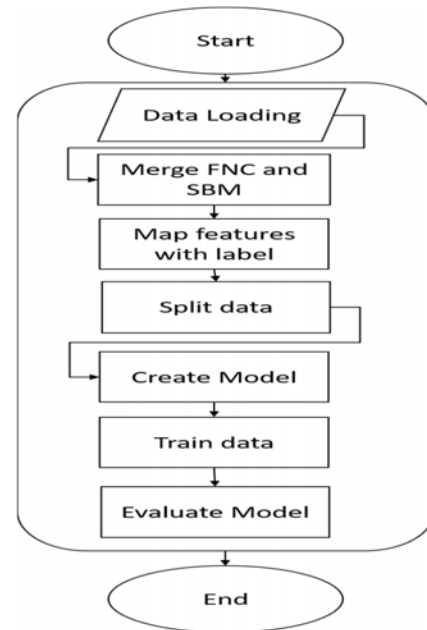 Start
Data Loading
Merge FNC and
SBM
Map features
with label
Split data
Create Model
Train data
Evaluate Model
End